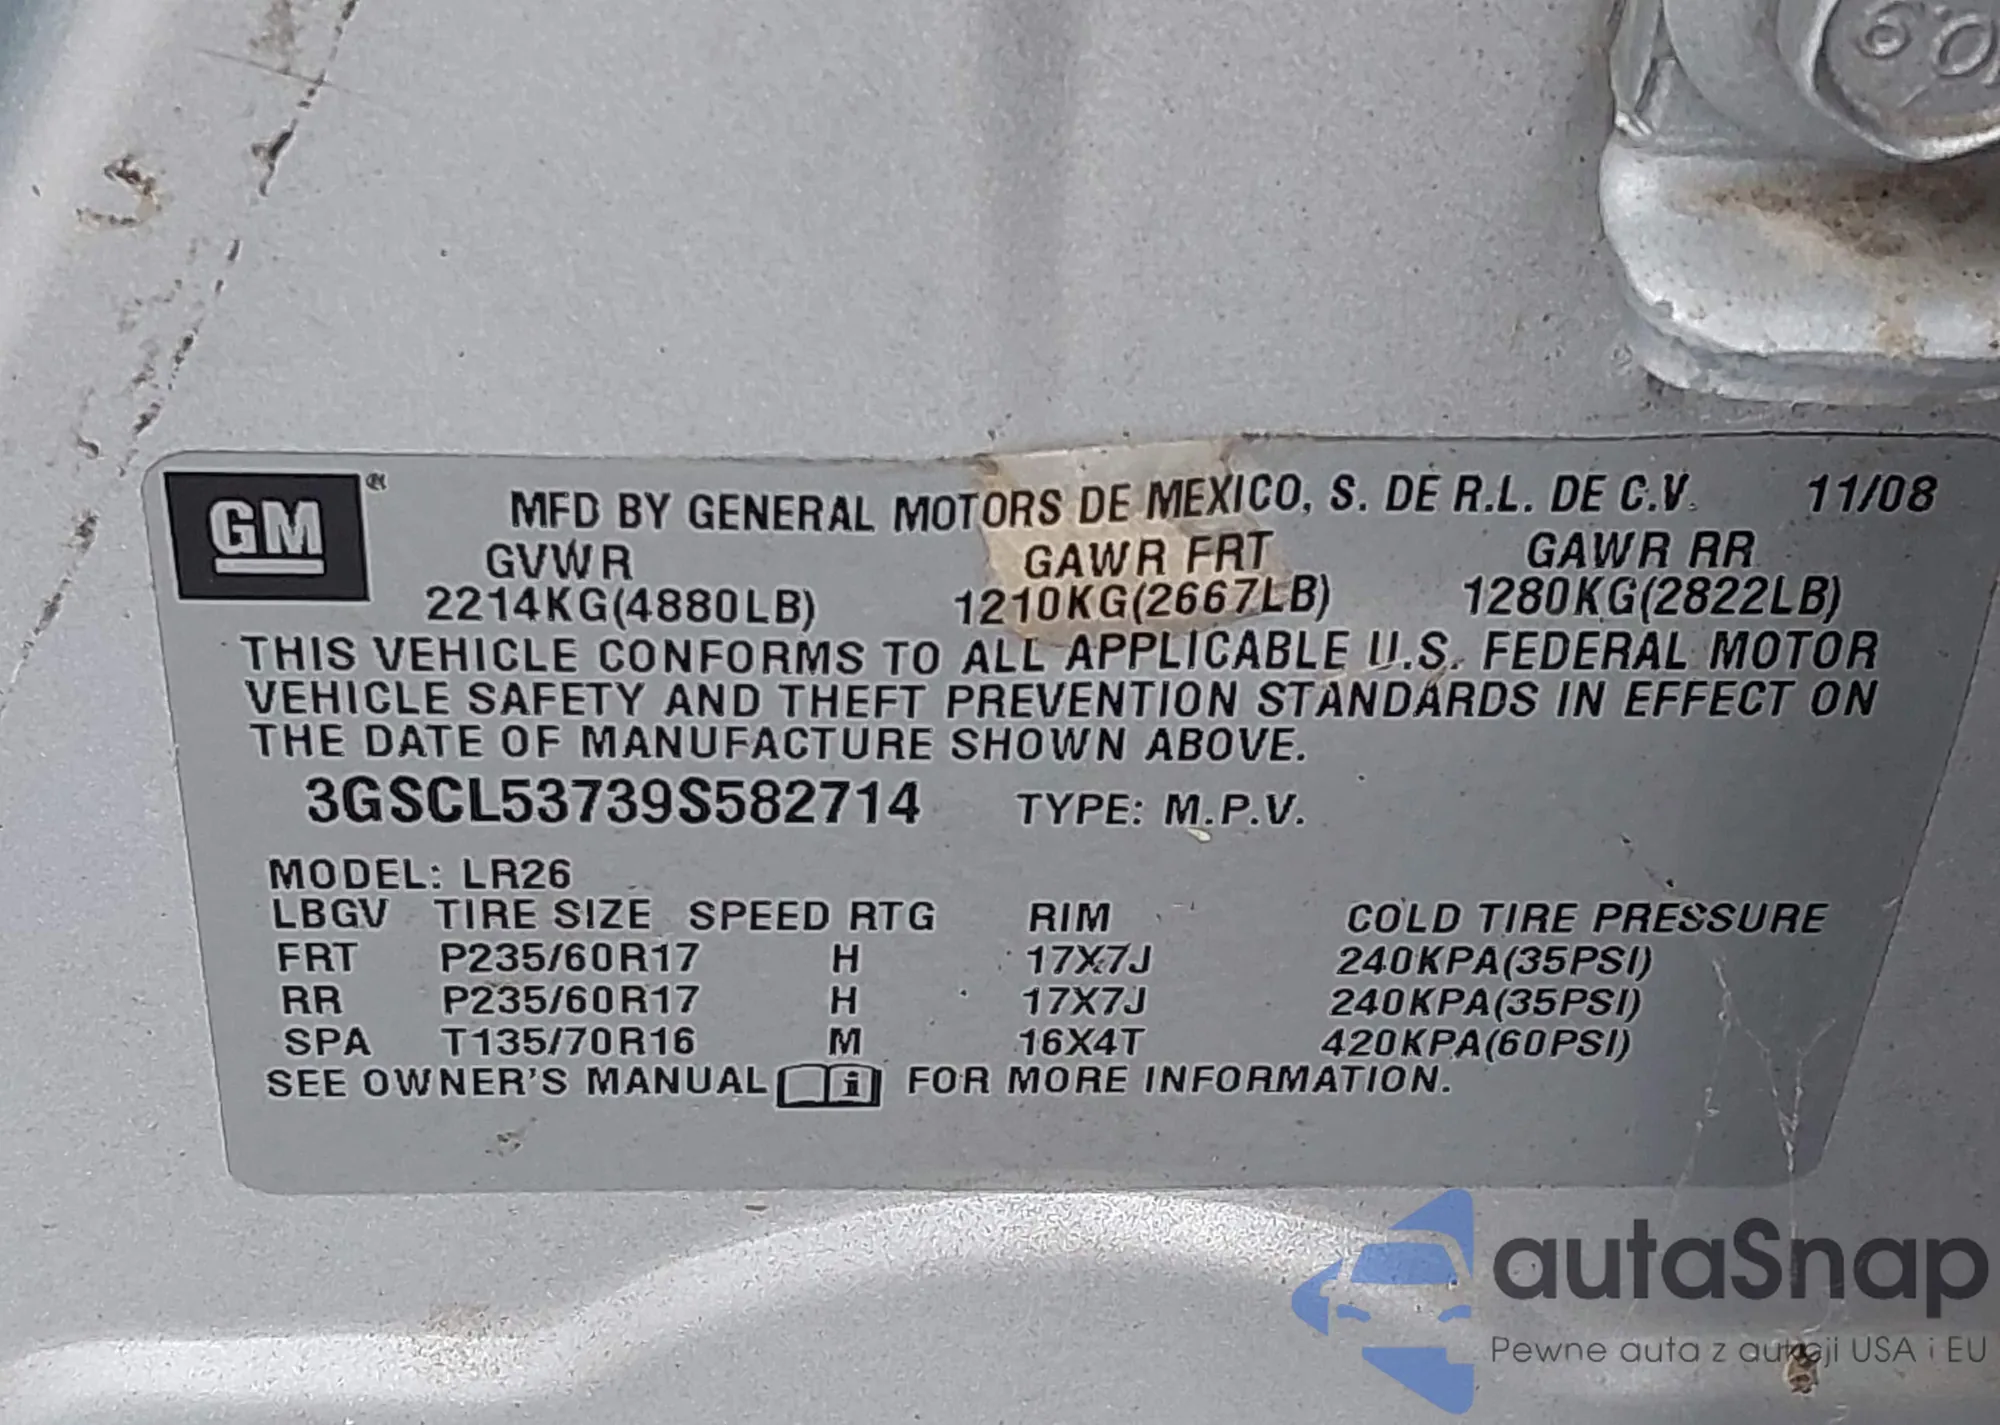 10.9
GM®
MFD BY GENERAL MOTORS DE MEXICO, S. DE R.L. DE C.V. 11/08
GVWR GAWR FRT GAWR RR
2214KG(4880LB) 1210KG(2667LB) 1280KG(2822LB)
THIS VEHICLE CONFORMS TO ALL APPLICABLE U.S. FEDERAL MOTOR
VEHICLE SAFETY AND THEFT PREVENTION STANDARDS IN EFFECT ON
THE DATE OF MANUFACTURE SHOWN ABOVE.
3GSCL53739S582714 TYPE: M.P.V.
MODEL: LR26
LBGV TIRE SIZE SPEED RTG RIM COLD TIRE PRESSURE
FRT P235/60R17 H 17X7J 240KPA(35PSI)
RR P235/60R17 H 17X7J 240KPA(35PSI)
SPA T135/70R16 M 16X4T 420KPA(60PSI)
SEE OWNER'S MANUAL FOR MORE INFORMATION.
autaSnap
Pewne auta z aukcji USA i EU